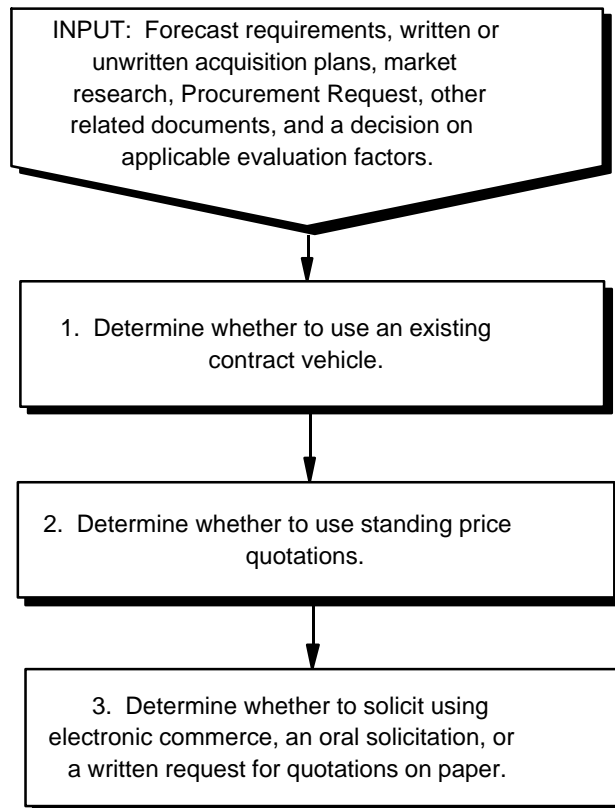 INPUT: Forecast requirements, written or
unwritten acquisition plans, market
research, Procurement Request, other
related documents, and a decision on
applicable evaluation factors.
1. Determine whether to use an existing
contract vehicle.
2. Determine whether to use standing price
quotations.
3. Determine whether to solicit using
electronic commerce, an oral solicitation, or
a written request for quotations on paper.